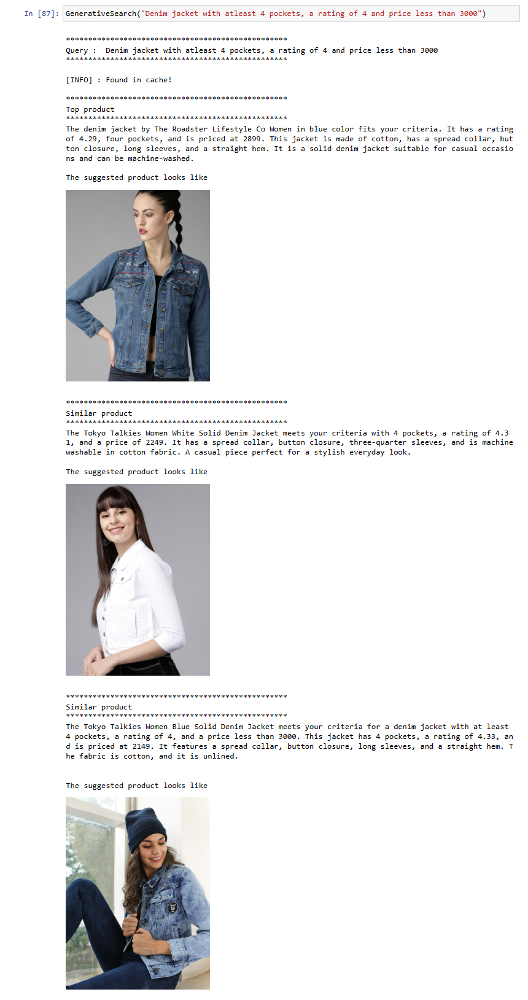 In [87]: GenerativeSearch("Denim jacket with atleast 4 pockets, a rating of 4 and price less than 3000")
**************************************************
Query :  Denim jacket with atleast 4 pockets, a rating of 4 and price less than 3000
**************************************************
[INFO] : Found in cache!
**************************************************
Top product
**************************************************
The denim jacket by The Roadster Lifestyle Co Women in blue color fits your criteria. It has a rating
of 4.29, four pockets, and is priced at 2899. This jacket is made of cotton, has a spread collar, but
ton closure, long sleeves, and a straight hem. It is a solid denim jacket suitable for casual occasio
ns and can be machine-washed.
The suggested product looks like
**************************************************
Similar product
**************************************************
The Tokyo Talkies Women White Solid Denim Jacket meets your criteria with 4 pockets, a rating of 4.3
1, and a price of 2249. It has a spread collar, button closure, three-quarter sleeves, and is machine
washable in cotton fabric. A casual piece perfect for a stylish everyday look.
The suggested product looks like
**************************************************
Similar product
**************************************************
The Tokyo Talkies Women Blue Solid Denim Jacket meets your criteria for a denim jacket with at least
4 pockets, a rating of 4, and a price less than 3000. This jacket has 4 pockets, a rating of 4.33, an
d is priced at 2149. It features a spread collar, button closure, long sleeves, and a straight hem. T
he fabric is cotton, and it is unlined.
The suggested product looks like